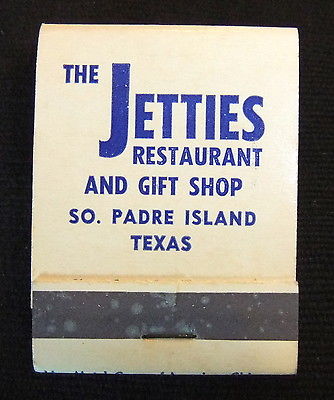 THE JETTIES
RESTAURANT
AND GIFT SHOP
SO. PADRE ISLAND
TEXAS